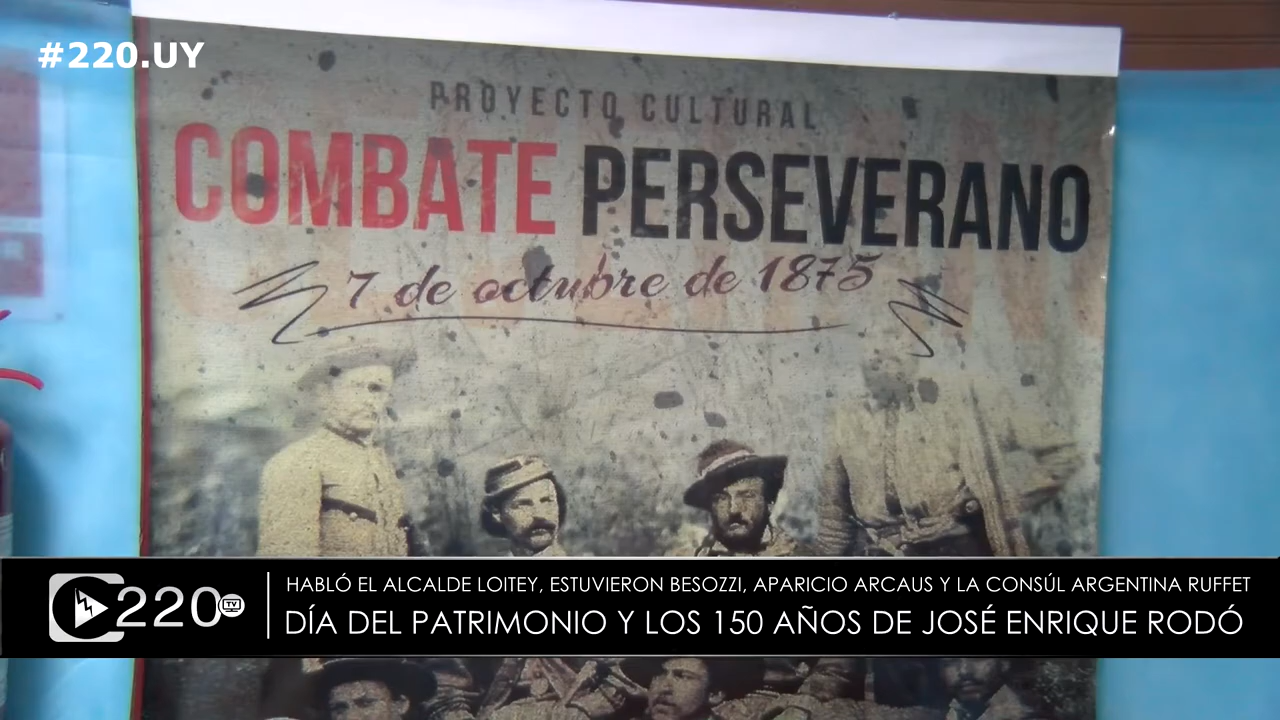 #220.UY
PROYECTO CULTURAL
COMBATE PERSEVERANO
7 de octubre de 1875
220 TV
HABLÓ EL ALCALDE LOITEY, ESTUVIERON BESOZZI, APARICIO ARCAUS Y LA CONSÚL ARGENTINA RUFFET
DÍA DEL PATRIMONIO Y LOS 150 AÑOS DE JOSÉ ENRIQUE RODÓ